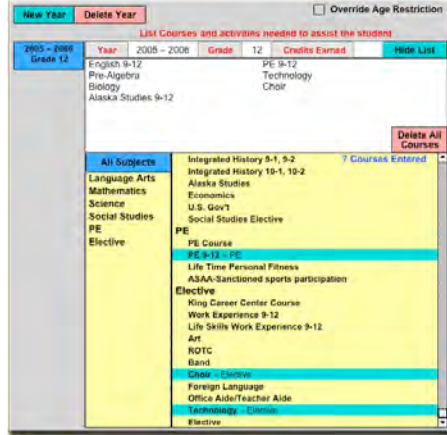 New Year
Delete Year
Override Age Restriction
List Courses and activities needed to assist the student
2005 - 2006
Grade 12
Year 2005 - 2006 Grade 12 Credits Earned
Hide List
English 9-12
PE 9-12
Pre-Algebra
Technology
Biology
Choir
Alaska Studies 9-12
Delete All
Courses
All Subjects
Language Arts
Mathematics
Science
Social Studies
PE
Elective
Integrated History 9-1, 9-2
7 Courses Entered
Integrated History 10-1, 10-2
Alaska Studies
Economics
U.S. Gov't
Social Studies Elective
PE
PE Course
PE 9-12 - PE
Life Time Personal Fitness
ASAA-Sanctioned sports participation
Elective
King Career Center Course
Work Experience 9-12
Life Skills Work Experience 9-12
Art
ROTC
Band
Choir - Elective
Foreign Language
Office Aide/Teacher Aide
Technology - Elective
Elective